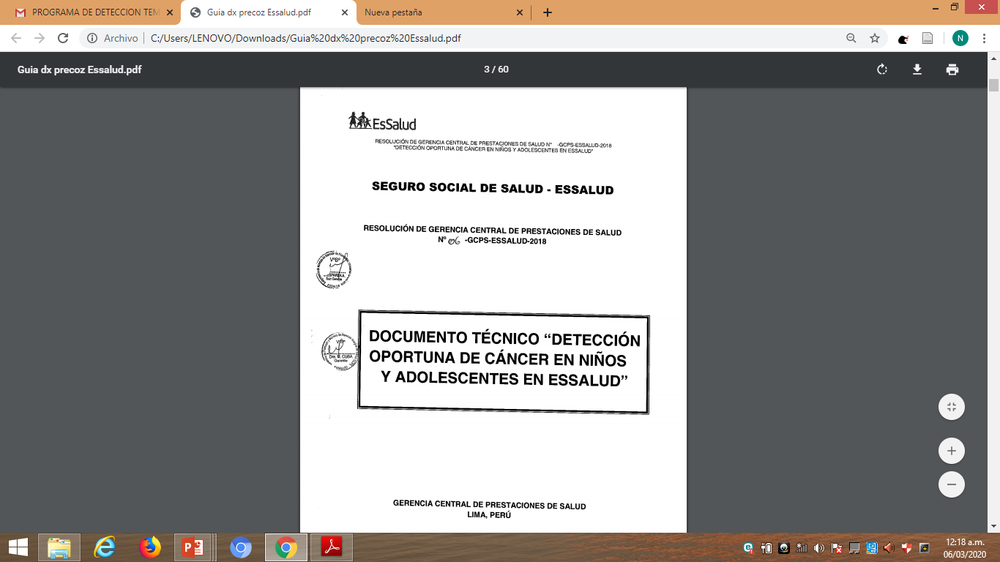 PROGRAMA DE DETECCION TEM
Guia dx precoz Essalud.pdf
Nueva pestaña
Archivo
C:/Users/LENOVO/Downloads/Guia%20dx%20precoz%20Essalud.pdf
N
Guia dx precoz Essalud.pdf
3 / 60
EsSalud
RESOLUCIÓN DE GERENCIA CENTRAL DE PRESTACIONES DE SALUD N° -GCPS-ESSALUD-2018
"DETECCIÓN OPORTUNA DE CÁNCER EN NIÑOS Y ADOLESCENTES EN ESSALUD"
SEGURO SOCIAL DE SALUD - ESSALUD
RESOLUCIÓN DE GERENCIA CENTRAL DE PRESTACIONES DE SALUD
Nº 06 -GCPS-ESSALUD-2018
VºBº
Sub Gerente
ESSALUD
DOCUMENTO TÉCNICO “DETECCIÓN
OPORTUNA DE CÁNCER EN NIÑOS
Y ADOLESCENTES EN ESSALUD”
Dra. M. CUBA
Gerente
ESSALUD
GERENCIA CENTRAL DE PRESTACIONES DE SALUD
LIMA, PERÚ
12:18 a.m.
06/03/2020